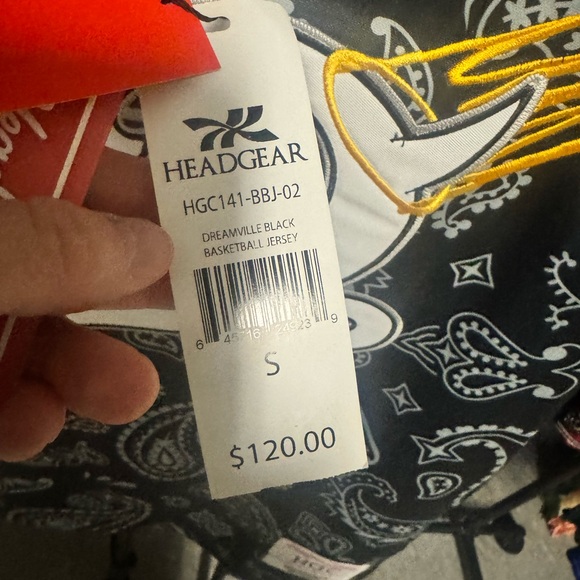 HEADGEAR
HGC141-BBJ-02
DREAMVILLE BLACK
BASKETBALL JERSEY
S
$120.00